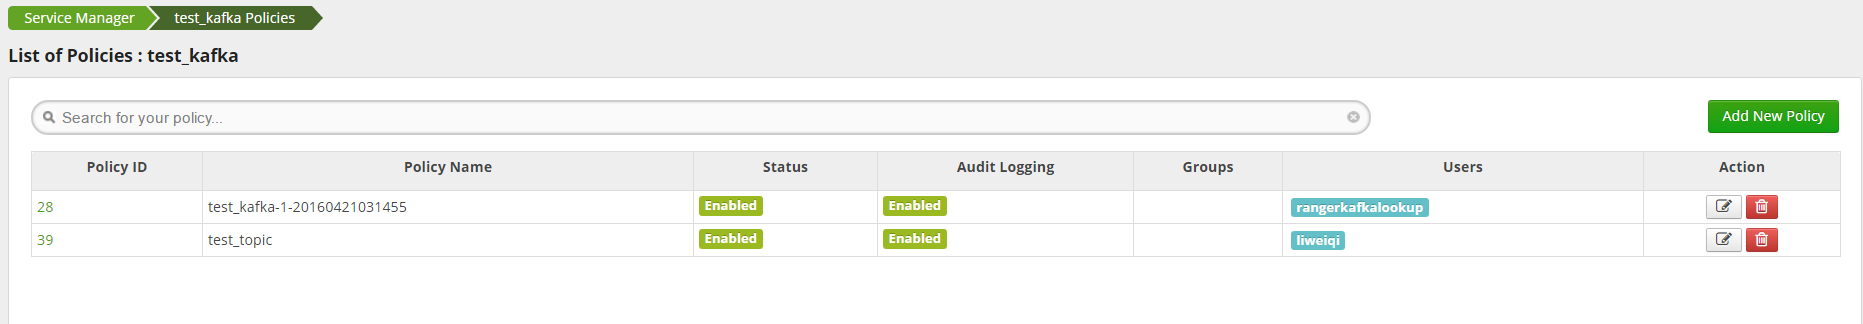 Service Manager test_kafka Policies
List of Policies : test_kafka
Search for your policy...
Add New Policy
Policy ID Policy Name Status Audit Logging Groups Users Action
28 test_kafka-1-20160421031455 Enabled Enabled rangerkafkalookup
39 test_topic Enabled Enabled liweiqi